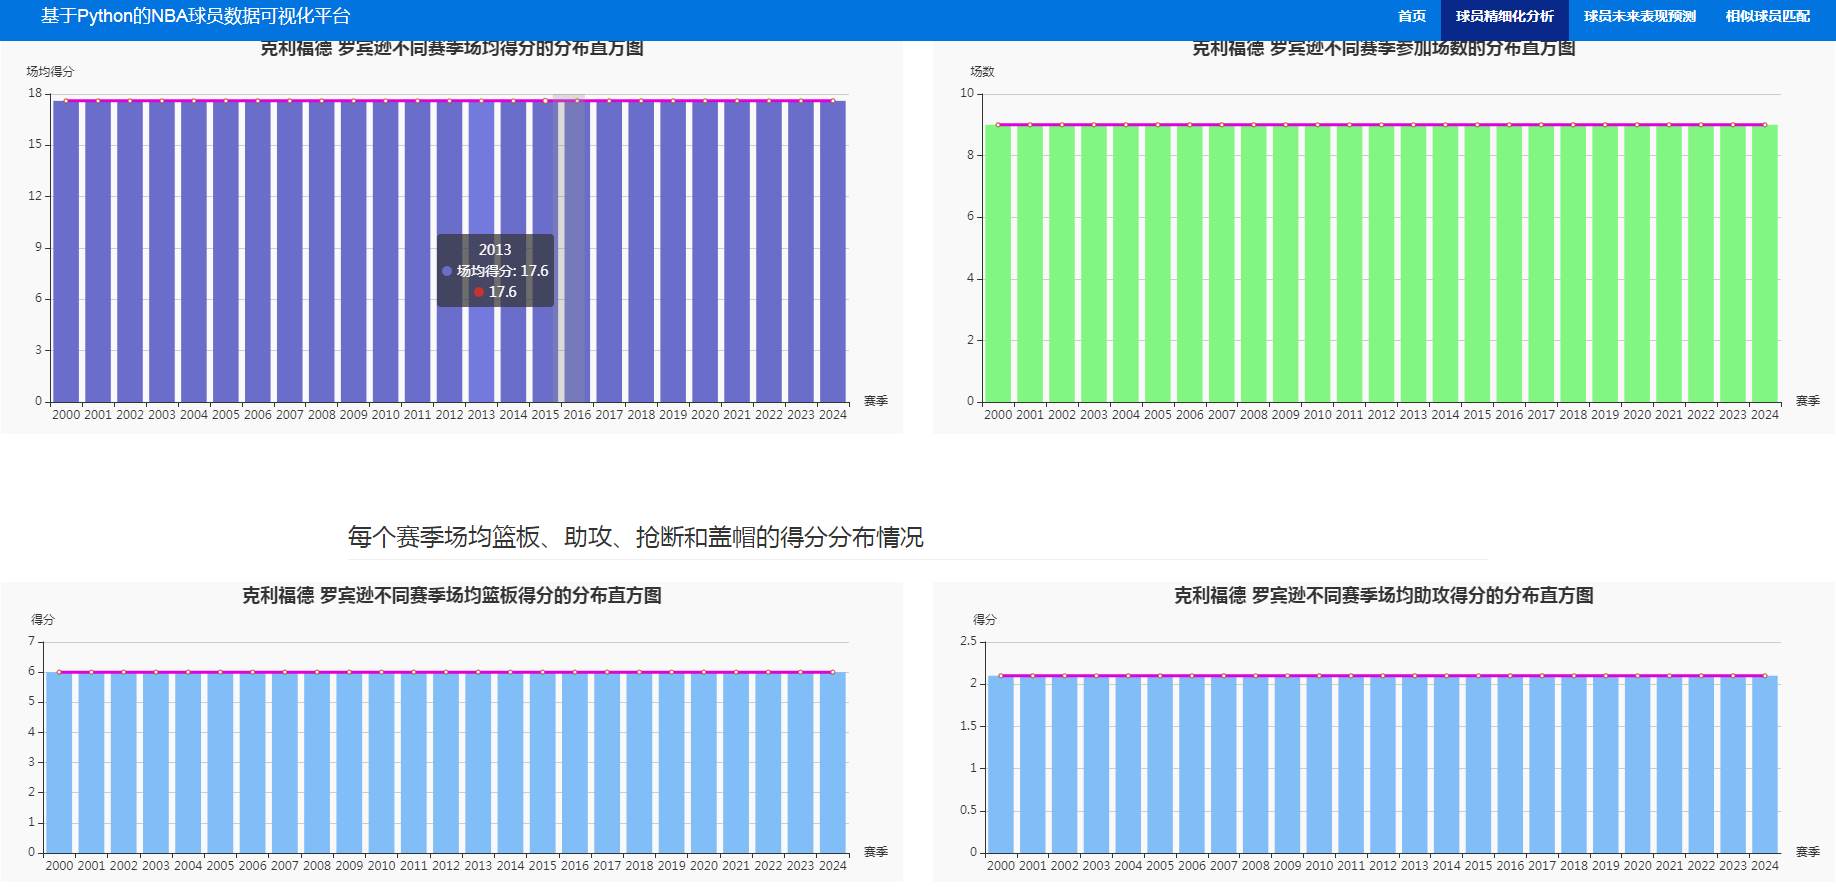 基于Python的NBA球员数据可视化平台
首页 球员精细化分析 球员未来表现预测 相似球员匹配
克利福德 罗宾逊不同赛季场均得分的分布直方图
场均得分
18
15
12
9
6
3
0
2013
场均得分: 17.6
17.6
2000 2001 2002 2003 2004 2005 2006 2007 2008 2009 2010 2011 2012 2013 2014 2015 2016 2017 2018 2019 2020 2021 2022 2023 2024
赛季
克利福德 罗宾逊不同赛季参加场数的分布直方图
场数
10
8
6
4
2
0
2000 2001 2002 2003 2004 2005 2006 2007 2008 2009 2010 2011 2012 2013 2014 2015 2016 2017 2018 2019 2020 2021 2022 2023 2024
赛季
每个赛季场均篮板、助攻、抢断和盖帽的得分分布情况
克利福德 罗宾逊不同赛季场均篮板得分的分布直方图
得分
7
6
5
4
3
2
1
0
2000 2001 2002 2003 2004 2005 2006 2007 2008 2009 2010 2011 2012 2013 2014 2015 2016 2017 2018 2019 2020 2021 2022 2023 2024
赛季
克利福德 罗宾逊不同赛季场均助攻得分的分布直方图
得分
2.5
2
1.5
1
0.5
0
2000 2001 2002 2003 2004 2005 2006 2007 2008 2009 2010 2011 2012 2013 2014 2015 2016 2017 2018 2019 2020 2021 2022 2023 2024
赛季